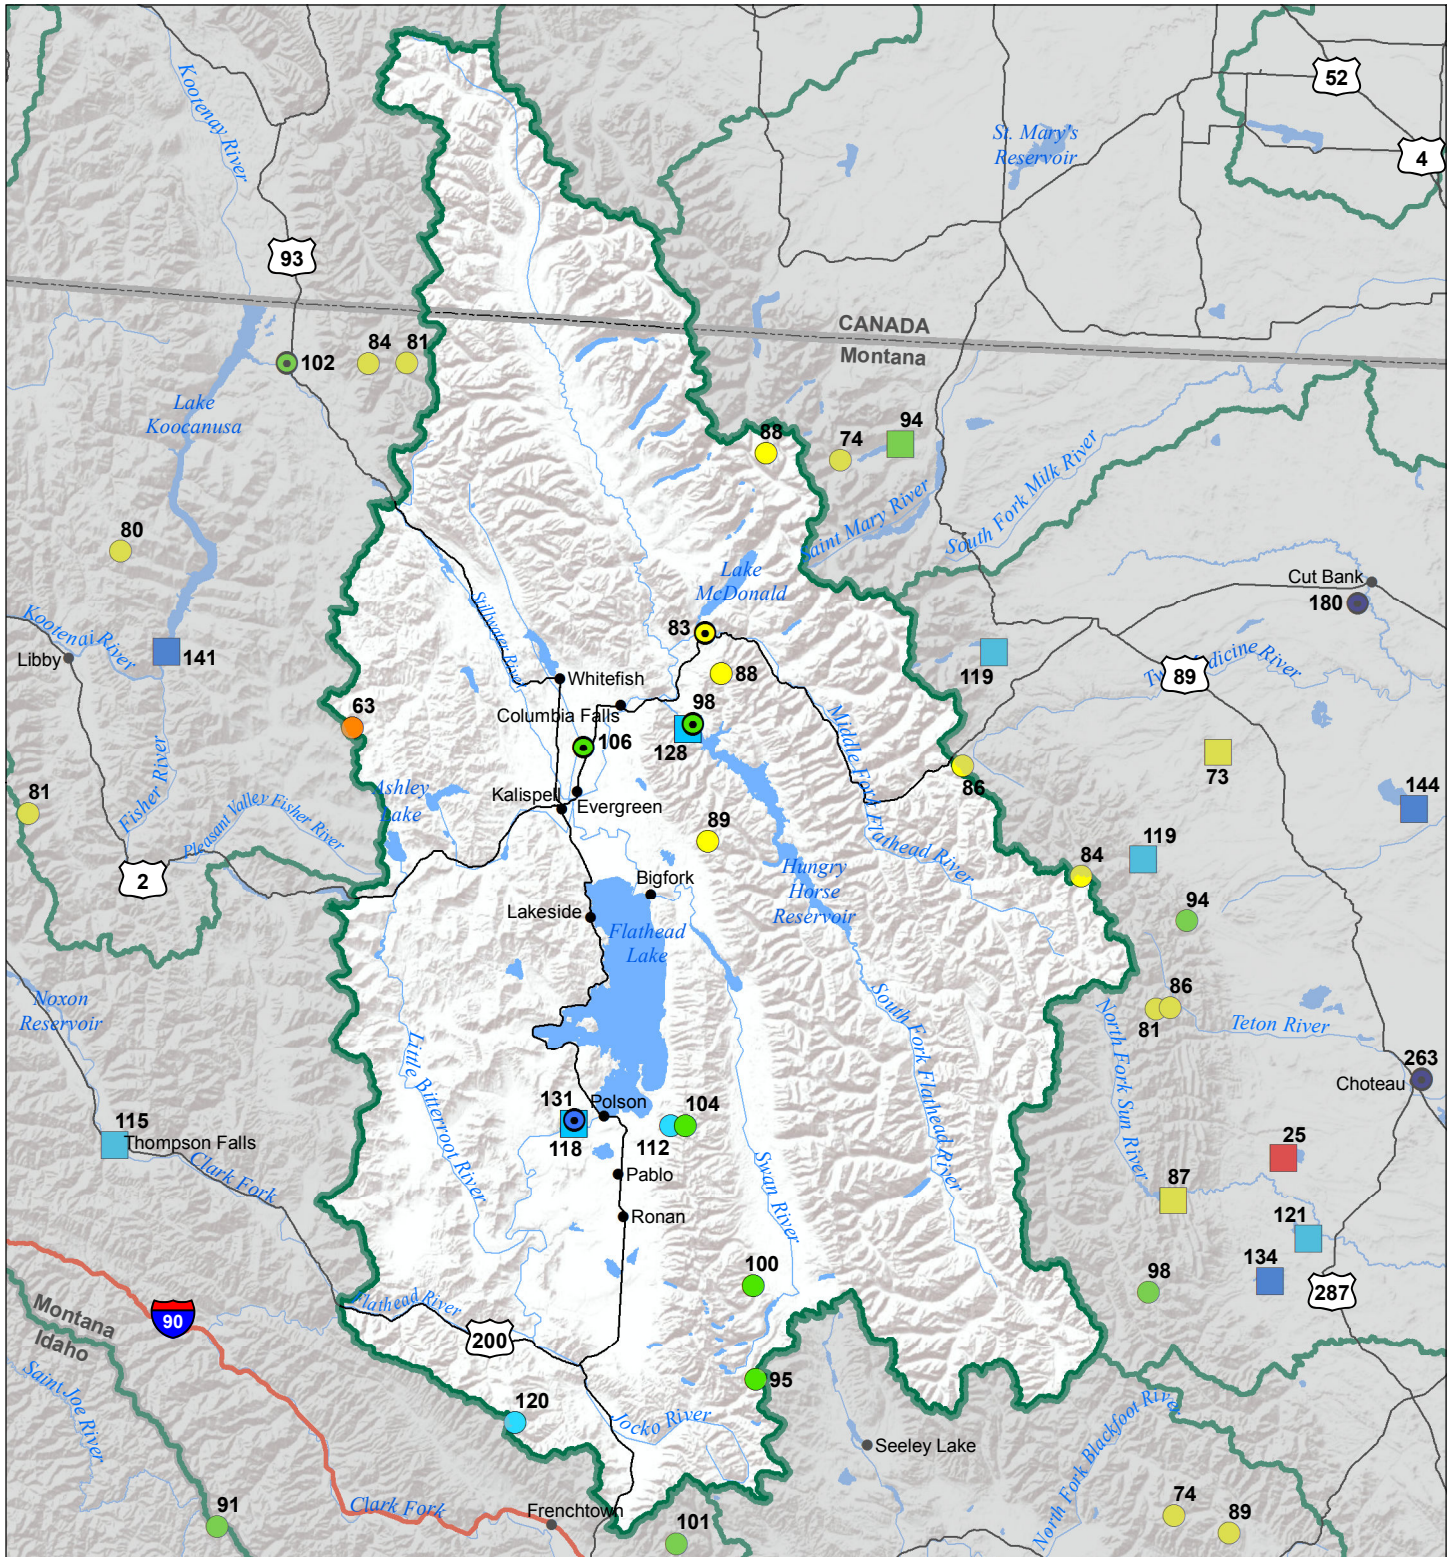 52
4
Kootenay River
St. Mary's
Reservoir
93
CANADA
Montana
102
84
81
Lake
Koocanusa
88
74
94
Saint Mary River
South Fork Milk River
80
Lake
McDonald
Cut Bank
180
Kootenai River
Libby
141
Stillwater River
83
119
89
Two Medicine River
Whitefish
88
63
Columbia Falls
98
128
106
Middle Fork Flathead River
86
73
144
81
Fisher River
Pleasant Valley Fisher River
Ashley
Lake
Kalispell
Evergreen
89
2
Hungry
Horse
Reservoir
84
119
94
Bigfork
Lakeside
Flathead
Lake
Noxon
Reservoir
Little Bitterroot River
South Fork Flathead River
North Fork Sun River
86
81
Teton River
263
Choteau
115
Thompson Falls
Clark Fork
131
Polson
118
104
112
Pablo
Ronan
Swan River
25
87
121
134
98
287
100
Montana
Idaho
90
Flathead River
200
95
Saint Joe River
120
Jocko River
Seeley Lake
North Fork Blackfoot River
91
Clark Fork
Frenchtown
101
74
89